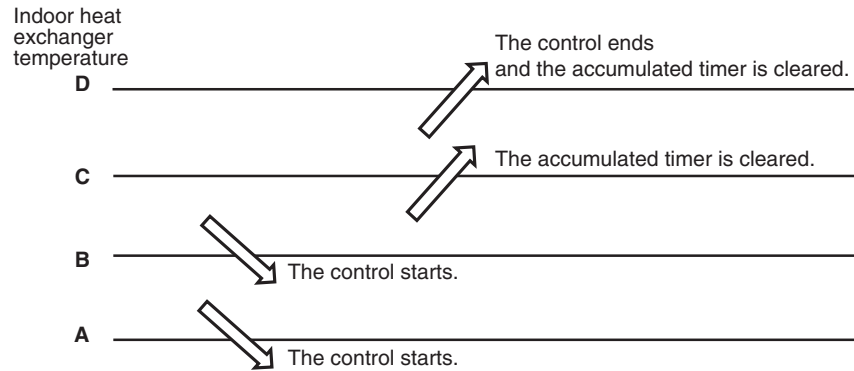 Indoor heat
exchanger
temperature
The control ends
and the accumulated timer is cleared.
D
The accumulated timer is cleared.
C
B
The control starts.
A
The control starts.